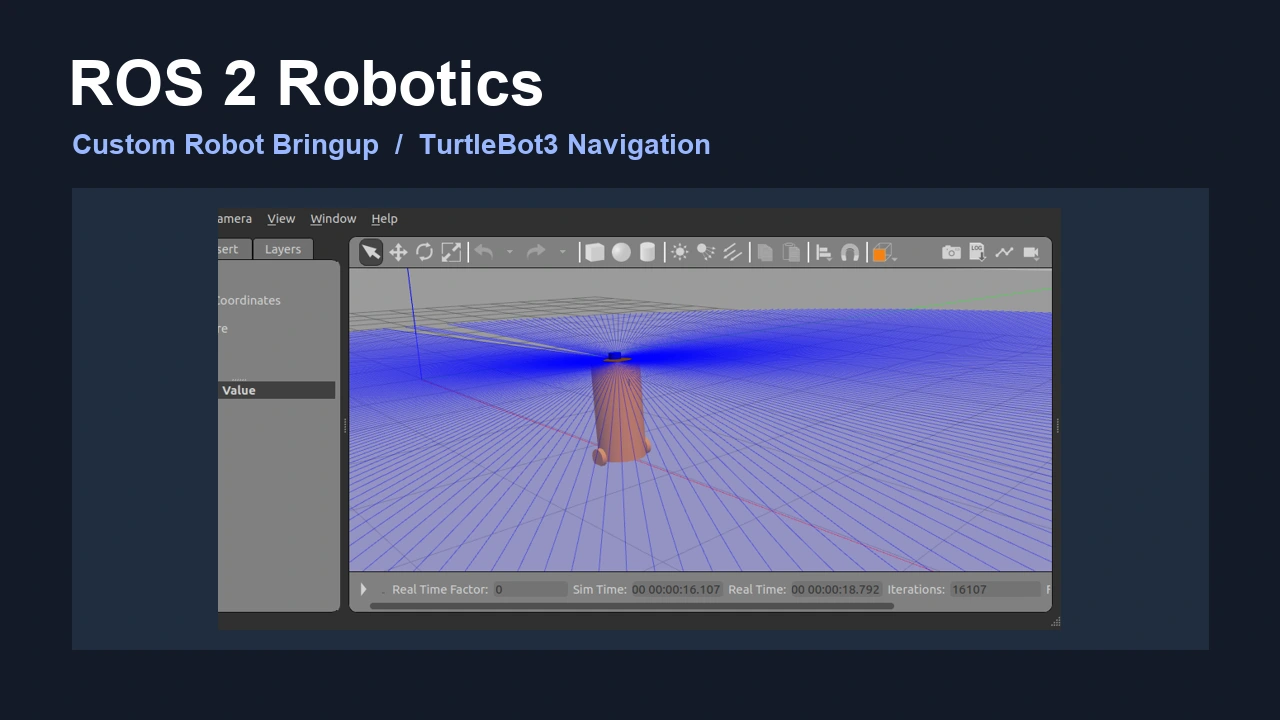 ROS 2 Robotics
Custom Robot Bringup / TurtleBot3 Navigation
amera View Window Help
sert Layers
LOG
Coordinates
re
Value
Real Time Factor: 0 Sim Time: 00 00:00:16.107 Real Time: 00 00:00:18.792 Iterations: 16107 F